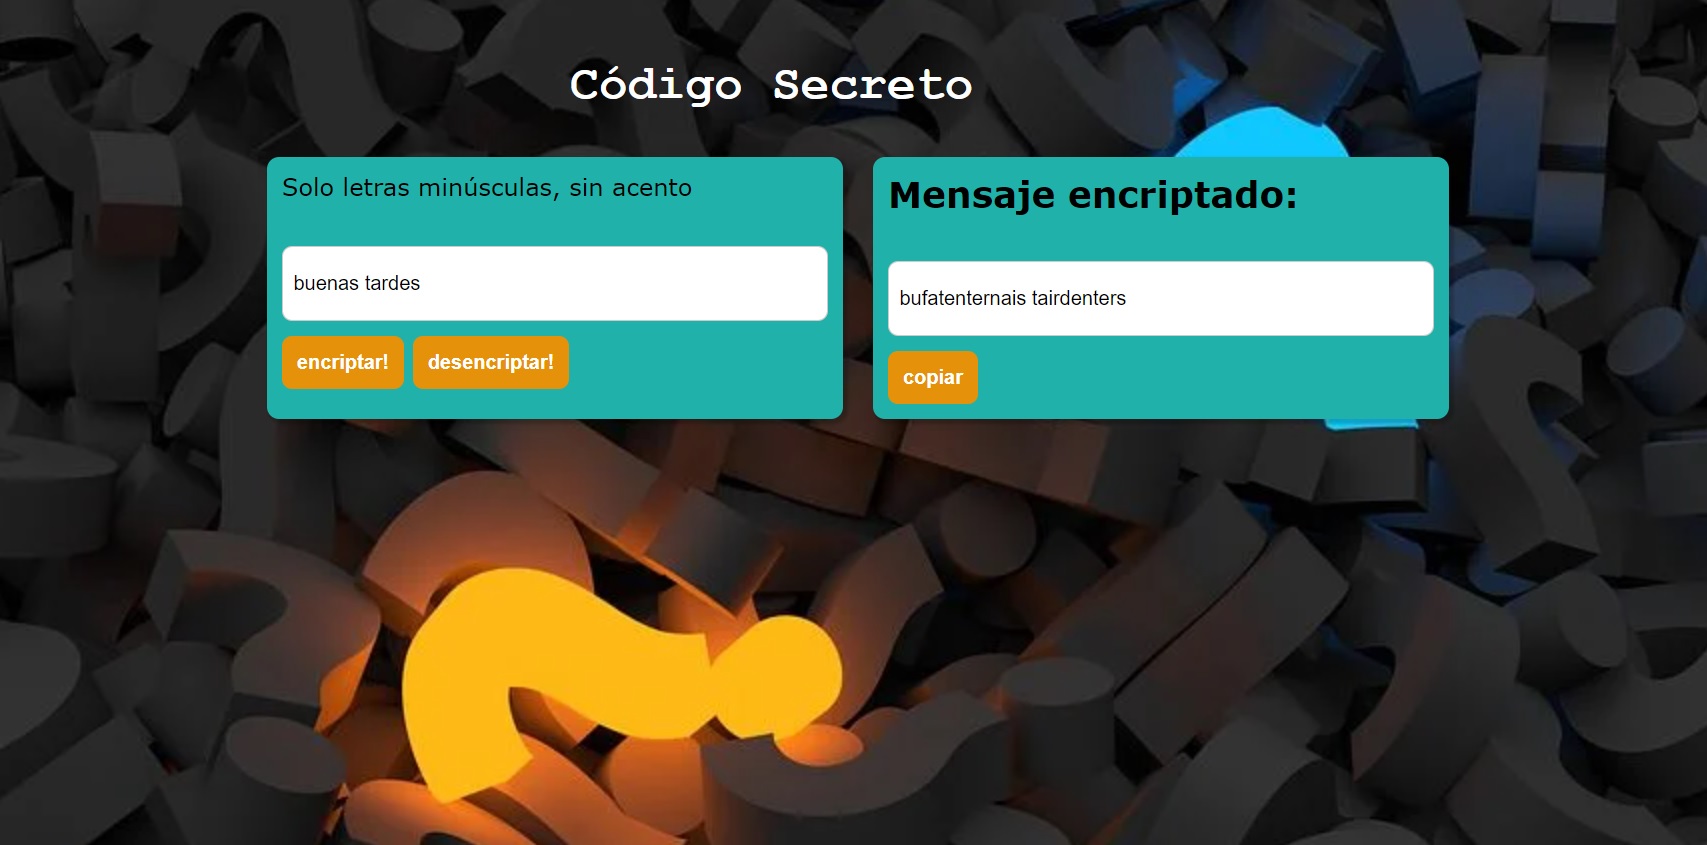 Código Secreto
Solo letras minúsculas, sin acento
buenas tardes
encriptar!
desencriptar!
Mensaje encriptado:
bufatenternais tairdenters
copiar